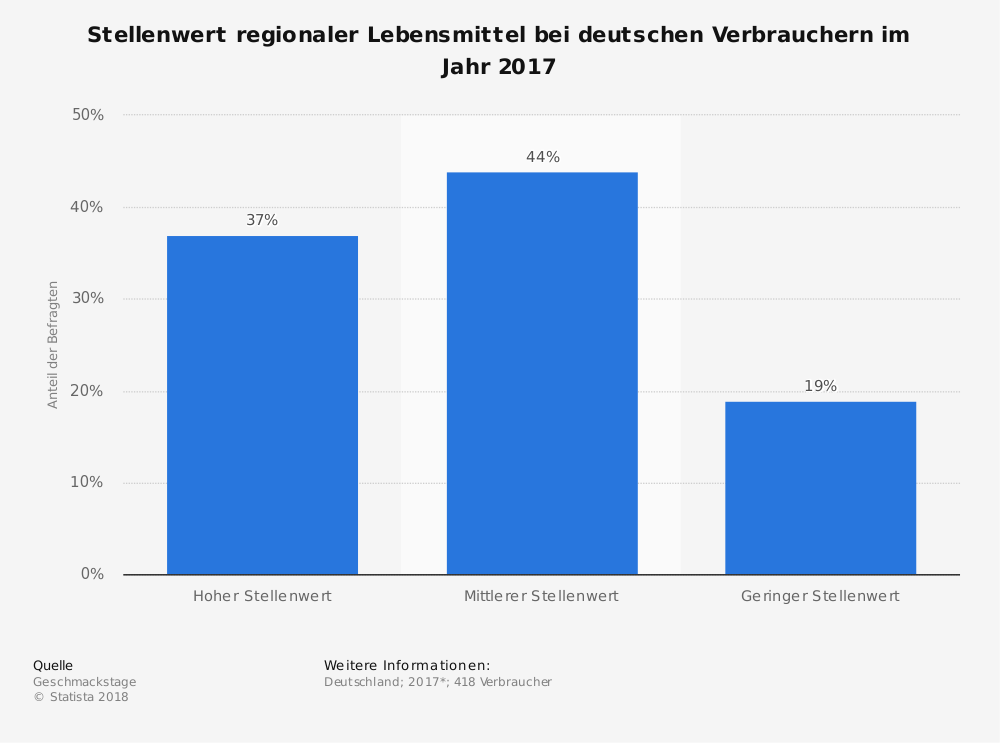 Stellenwert regionaler Lebensmittel bei deutschen Verbrauchern im
Jahr 2017
50%
40%
30%
20%
10%
0%
Anteil der Befragten
37%
44%
19%
Hoher Stellenwert
Mittlerer Stellenwert
Geringer Stellenwert
Quelle
Geschmackstage
© Statista 2018
Weitere Informationen:
Deutschland; 2017*; 418 Verbraucher